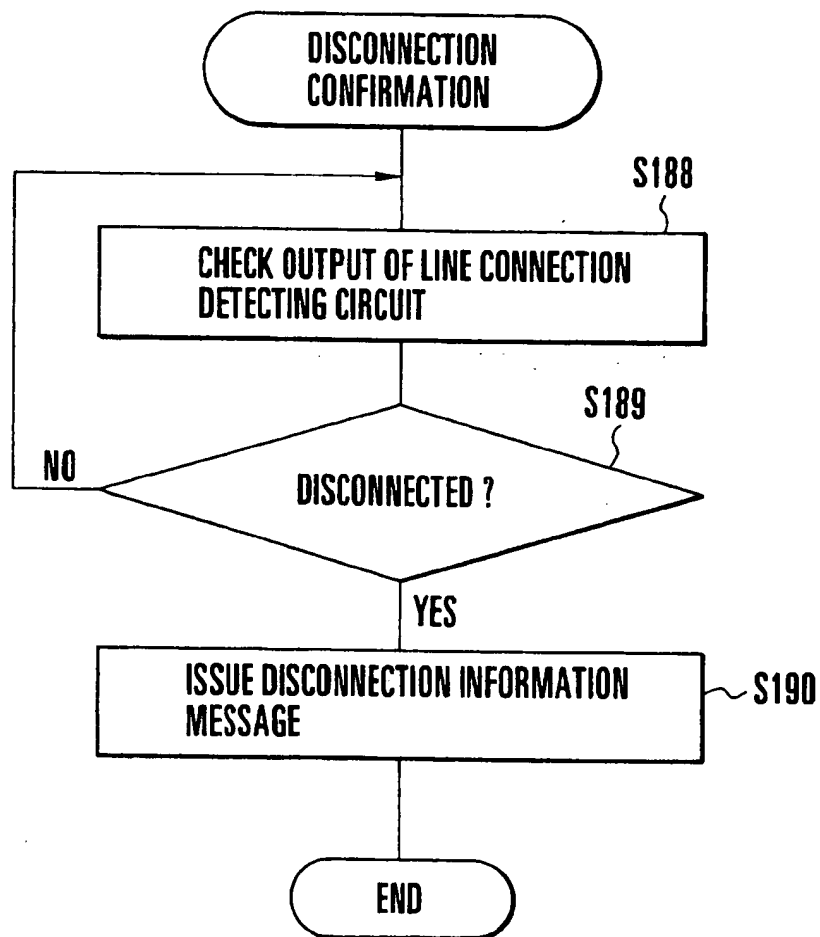 DISCONNECTION
CONFIRMATION
S188
CHECK OUTPUT OF LINE CONNECTION
DETECTING CIRCUIT
S189
NO
DISCONNECTED ?
YES
ISSUE DISCONNECTION INFORMATION
MESSAGE
S190
END